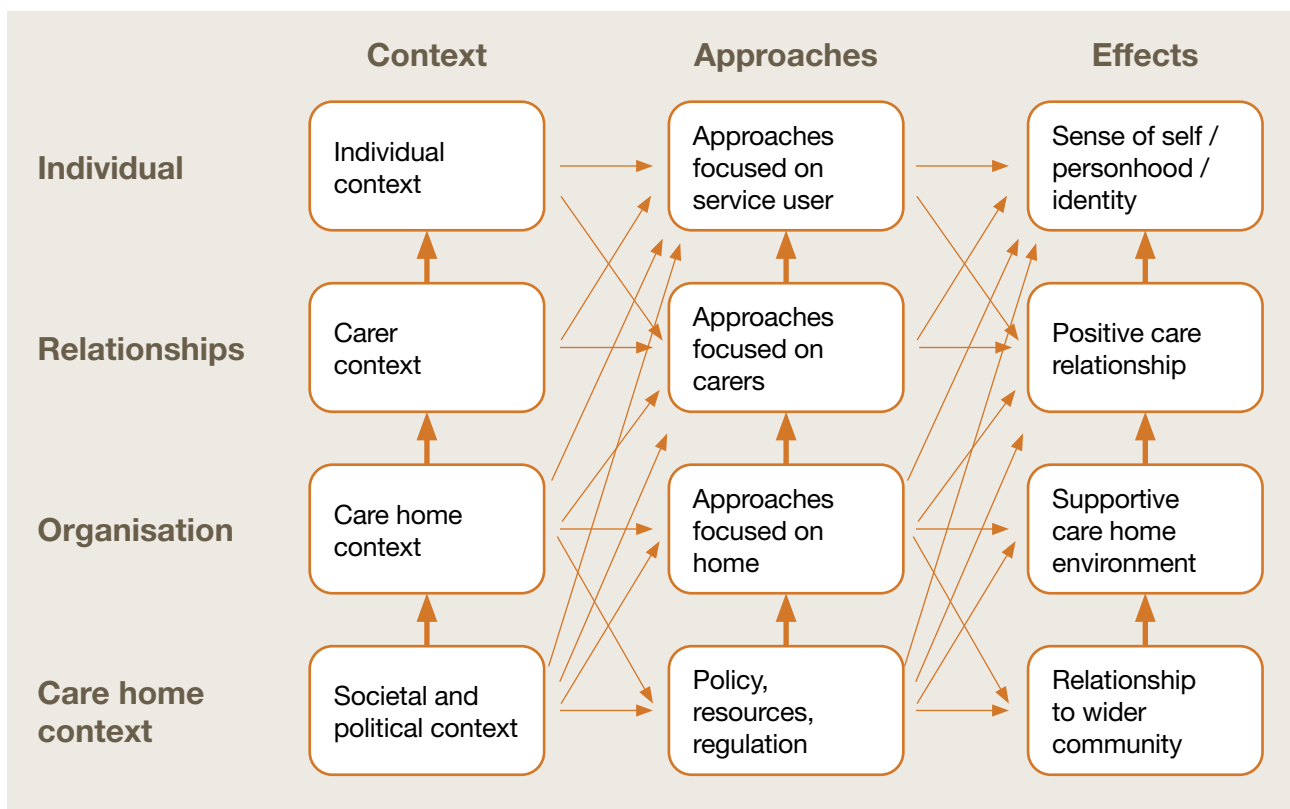 Context
Approaches
Effects
Individual
Individual
context
Approaches
focused on
service user
Sense of self /
personhood /
identity
Relationships
Carer
context
Approaches
focused on
carers
Positive care
relationship
Organisation
Care home
context
Approaches
focused on
home
Supportive
care home
environment
Care home
context
Societal and
political context
Policy,
resources,
regulation
Relationship
to wider
community